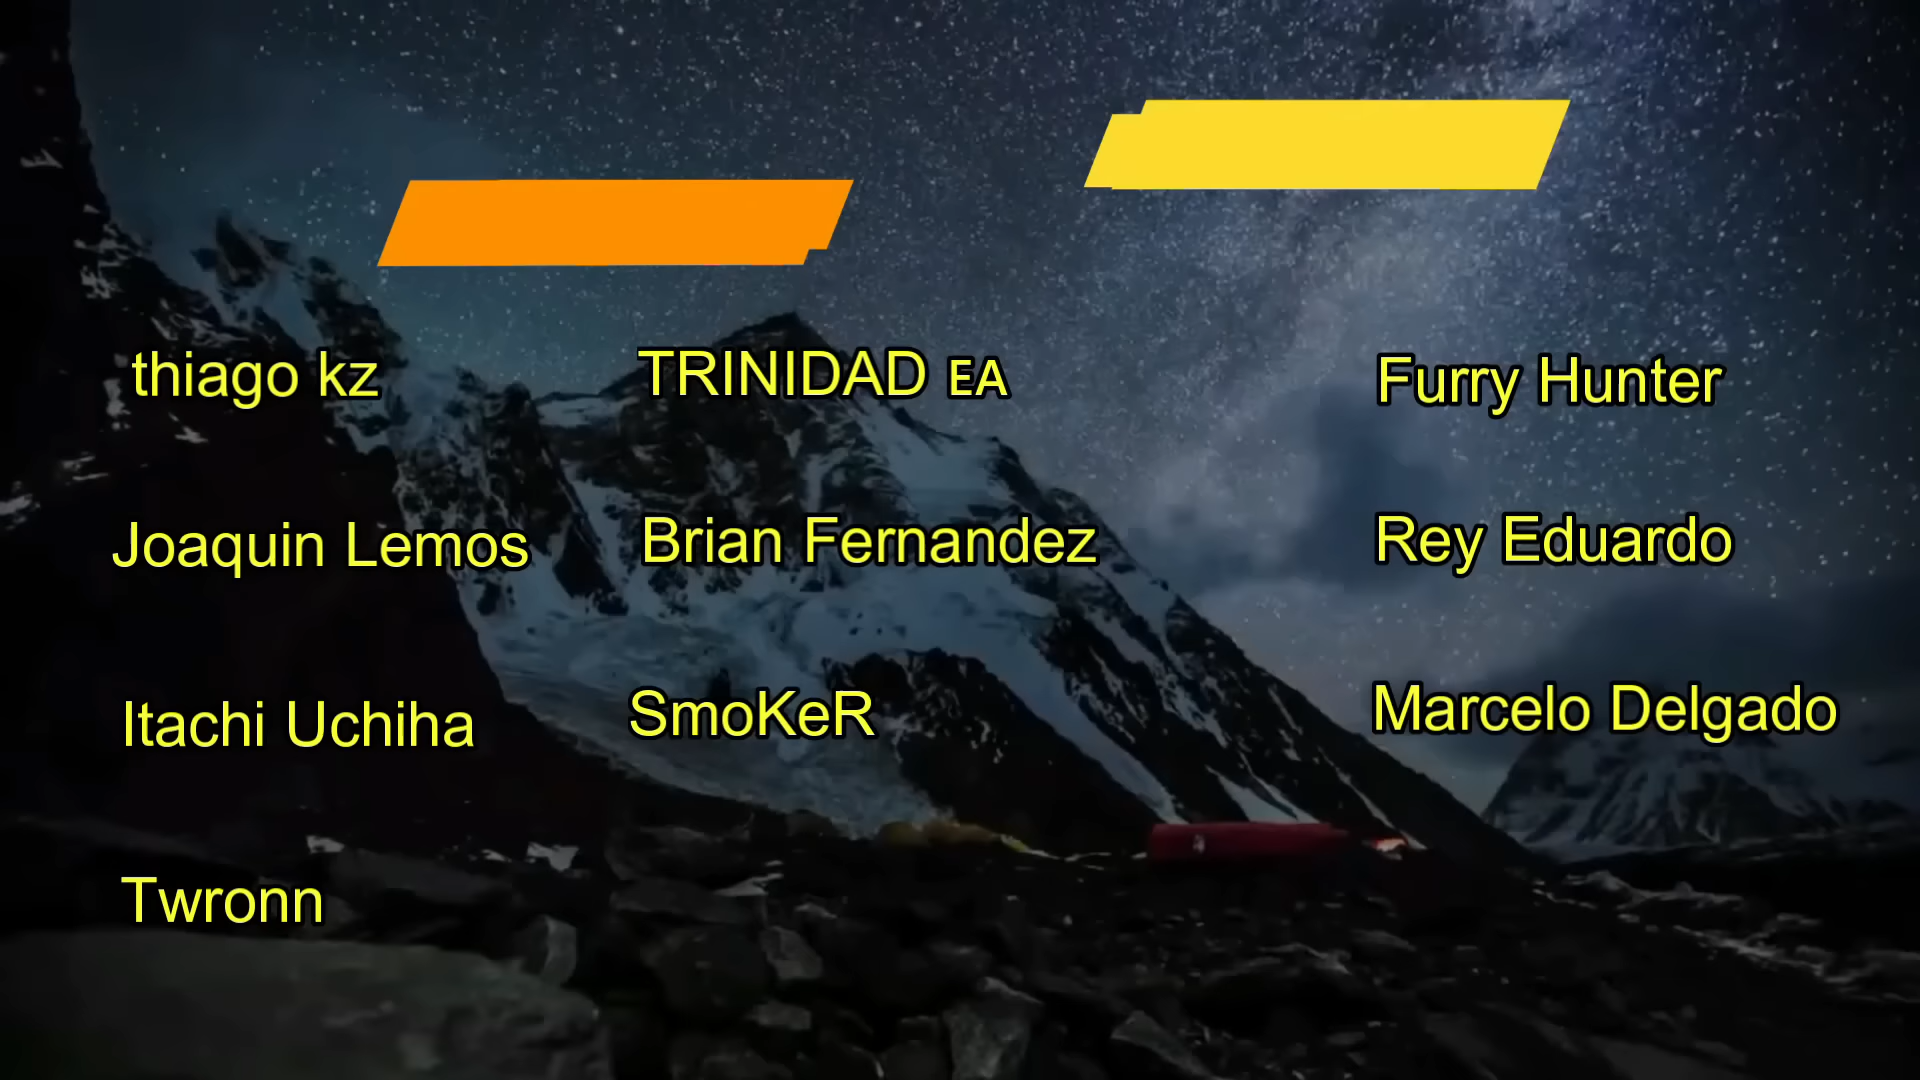 thiago kz
TRINIDAD EA
Furry Hunter
Joaquin Lemos
Brian Fernandez
Rey Eduardo
Itachi Uchiha
SmoKeR
Marcelo Delgado
Twronn